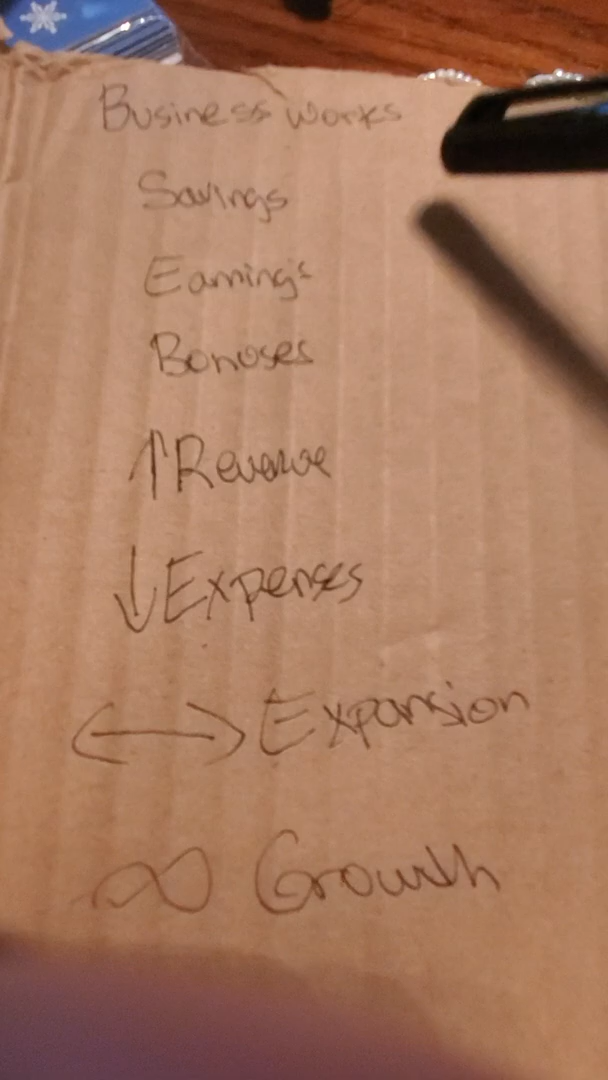 Business works
Savings
Earnings
Bonuses
↑Revenue
↓Expenses
↔ Expansion
∞ Growth